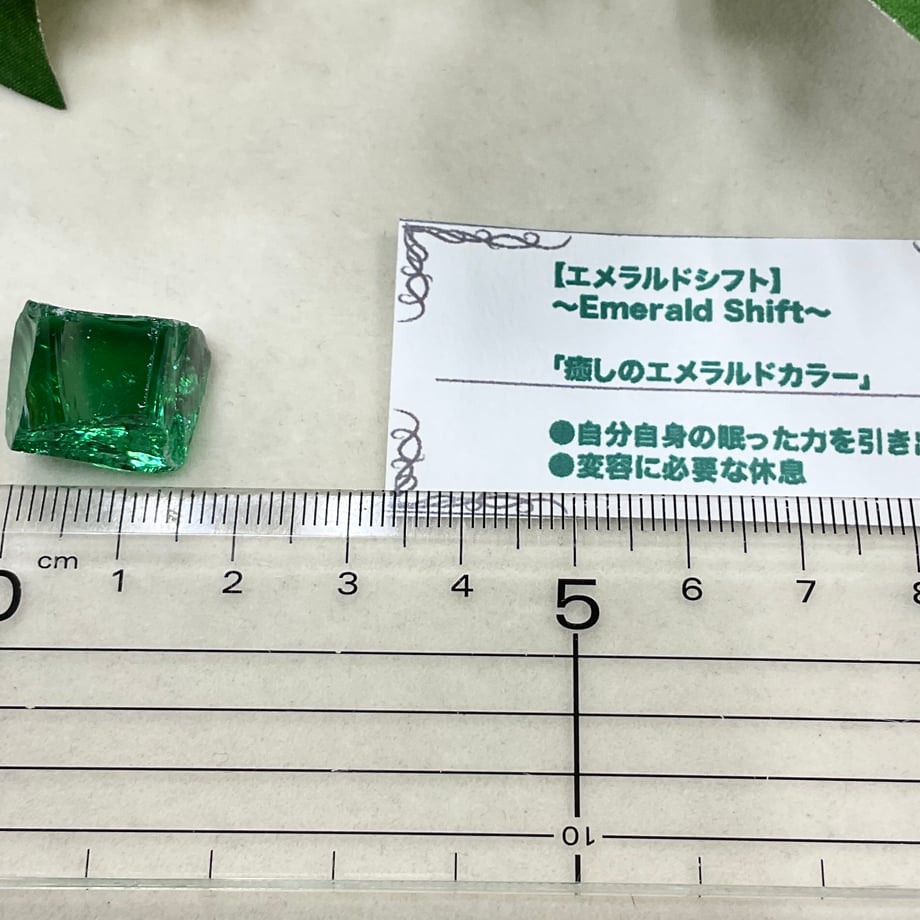 【エメラルドシフト】
～Emerald Shift～
「癒しのエメラルドカラー」
●自分自身の眠った力を引き
●変容に必要な休息
0 cm 1 2 3 4 5 6 7 8
10